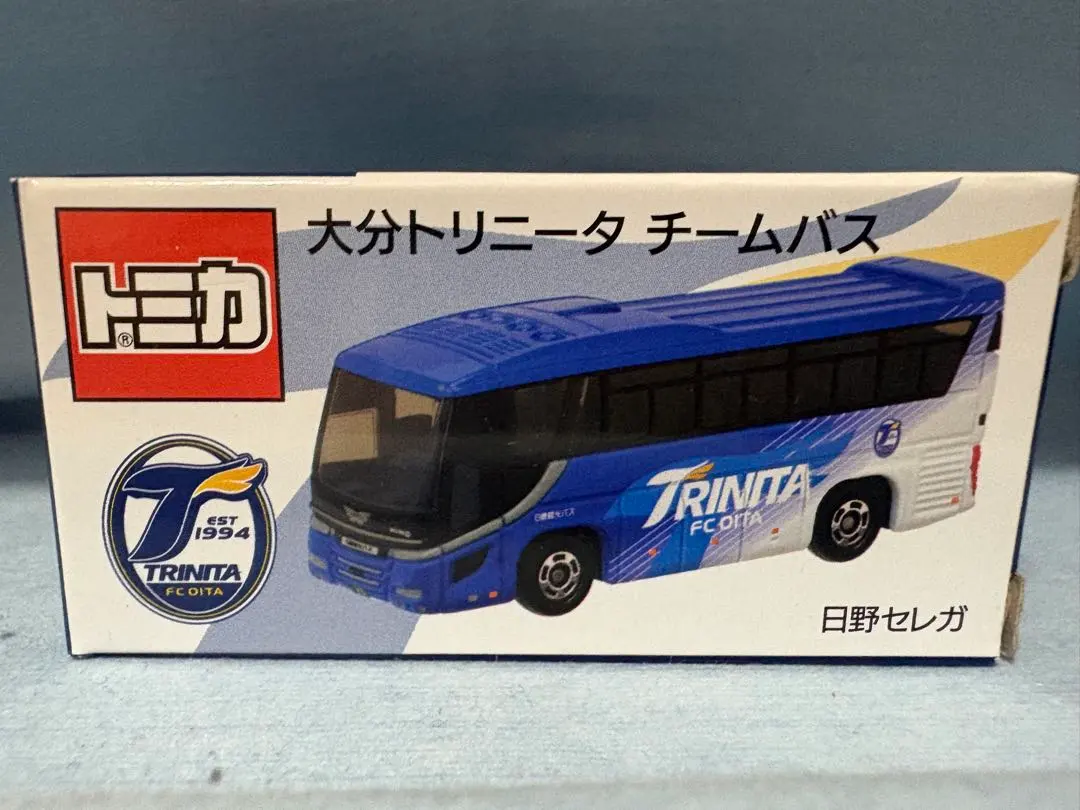 トミカ
®
大分トリニータ チームバス
EST
1994
TRINITA
FC OITA
TRINITA
FC OITA
日野セレガ